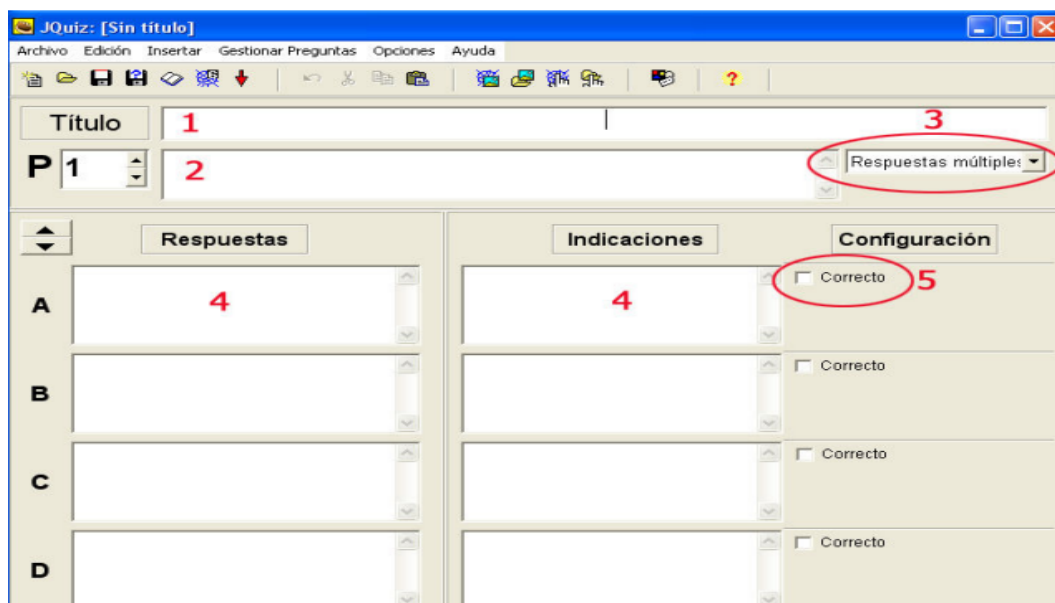 JQuiz: [Sin título]
Archivo Edición Insertar Gestionar Preguntas Opciones Ayuda
?
Título 1 3
P 1 2 Respuestas múltiple
Respuestas Indicaciones Configuración
A 4 4 Correcto 5
B Correcto
C Correcto
D Correcto